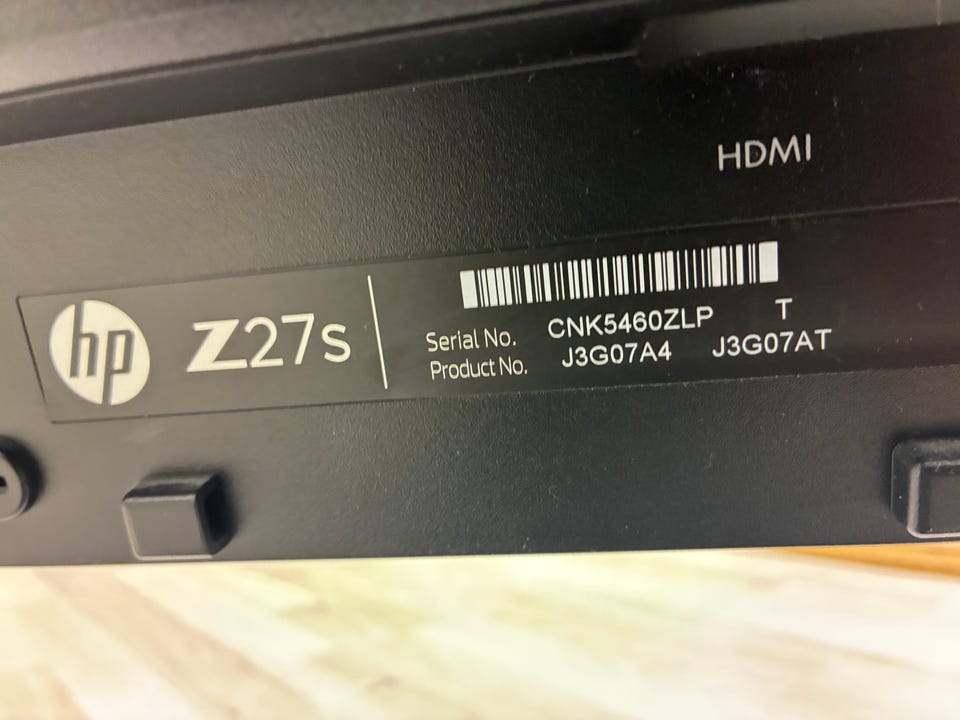 HDMI
hp
Z27s
Serial No. CNK5460ZLP T
Product No. J3G07A4 J3G07AT